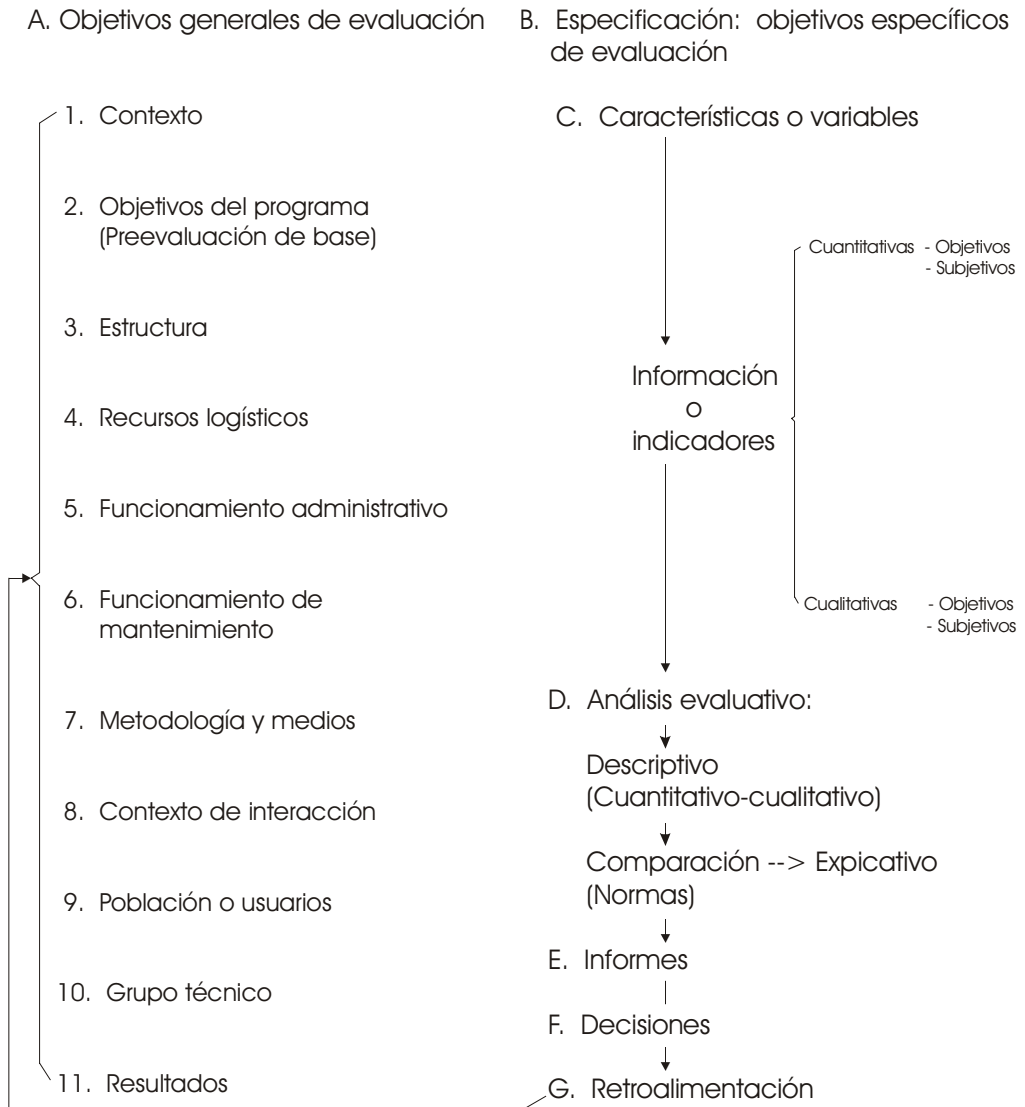 A. Objetivos generales de evaluación
1. Contexto
2. Objetivos del programa
(Preevaluación de base)
3. Estructura
4. Recursos logísticos
5. Funcionamiento administrativo
6. Funcionamiento de
mantenimiento
7. Metodología y medios
8. Contexto de interacción
9. Población o usuarios
10. Grupo técnico
11. Resultados
B. Especificación: objetivos específicos
de evaluación
C. Características o variables
Información
o
indicadores
Cuantitativas - Objetivos
- Subjetivos
Cualitativas - Objetivos
- Subjetivos
D. Análisis evaluativo:
Descriptivo
(Cuantitativo-cualitativo)
Comparación --> Expicativo
(Normas)
E. Informes
F. Decisiones
G. Retroalimentación